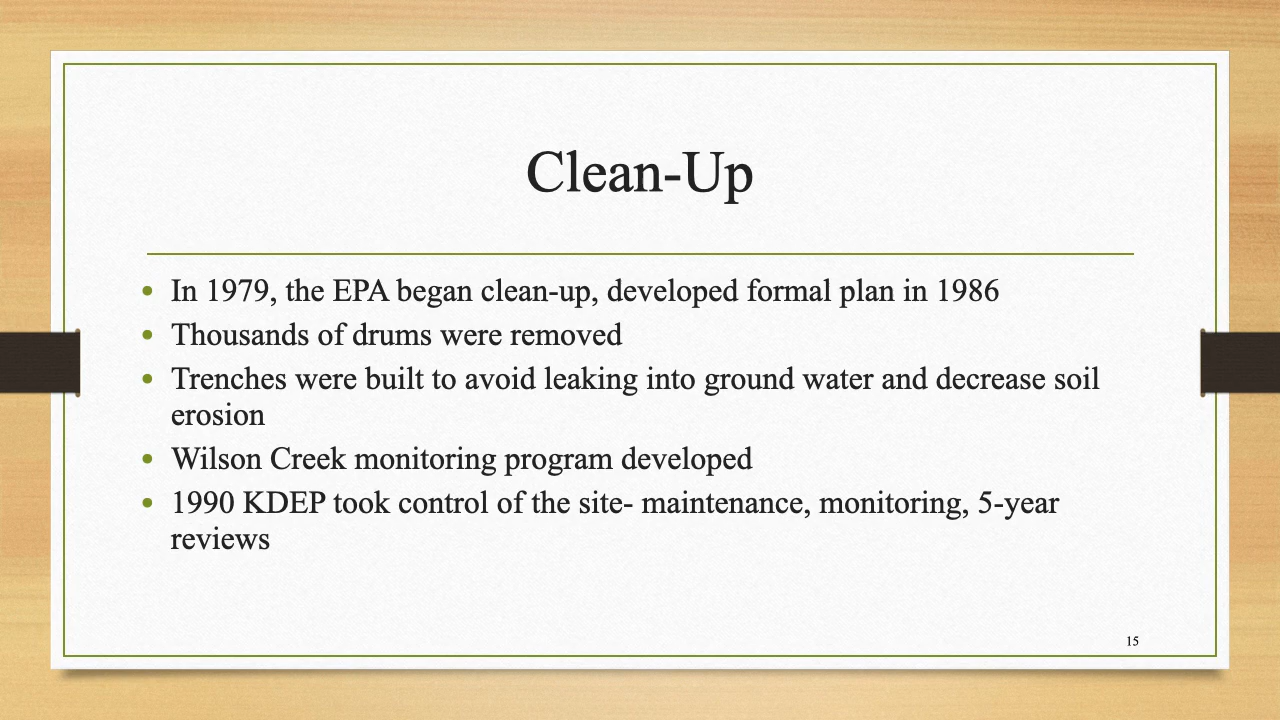 Clean-Up
• In 1979, the EPA began clean-up, developed formal plan in 1986
• Thousands of drums were removed
• Trenches were built to avoid leaking into ground water and decrease soil
erosion
• Wilson Creek monitoring program developed
• 1990 KDEP took control of the site- maintenance, monitoring, 5-year
reviews
15